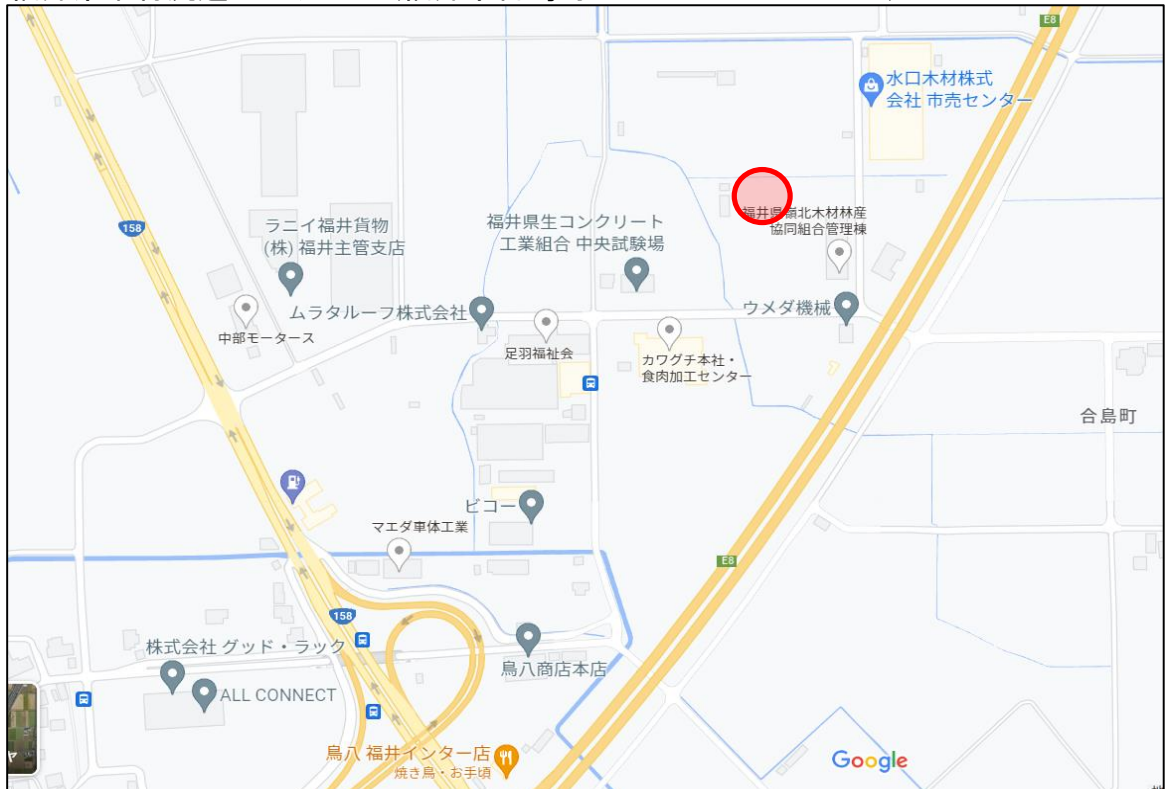 E8
水口木材株式
会社 市売センター
158
ラニイ福井貨物
(株) 福井主管支店
福井県生コンクリート
工業組合 中央試験場
福井県嶺北木材林産
協同組合管理棟
ムラタルーフ株式会社
ウメダ機械
中部モータース
足羽福祉会
カワグチ本社・
食肉加工センター
合島町
ビコー
マエダ車体工業
E8
158
株式会社 グッド・ラック
鳥八商店本店
ALL CONNECT
鳥八 福井インター店
焼き鳥・お手頃
Google